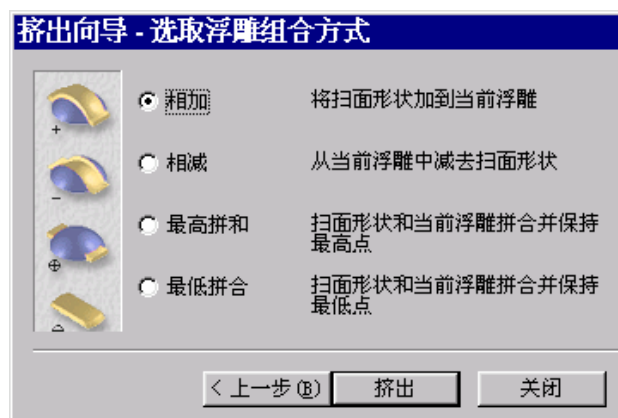 挤出向导 - 选取浮雕组合方式
相加 将扫面形状加到当前浮雕
相减 从当前浮雕中减去扫面形状
最高拼和 扫面形状和当前浮雕拼合并保持
最高点
最低拼合 扫面形状和当前浮雕拼合并保持
最低点
< 上一步(B) 挤出 关闭